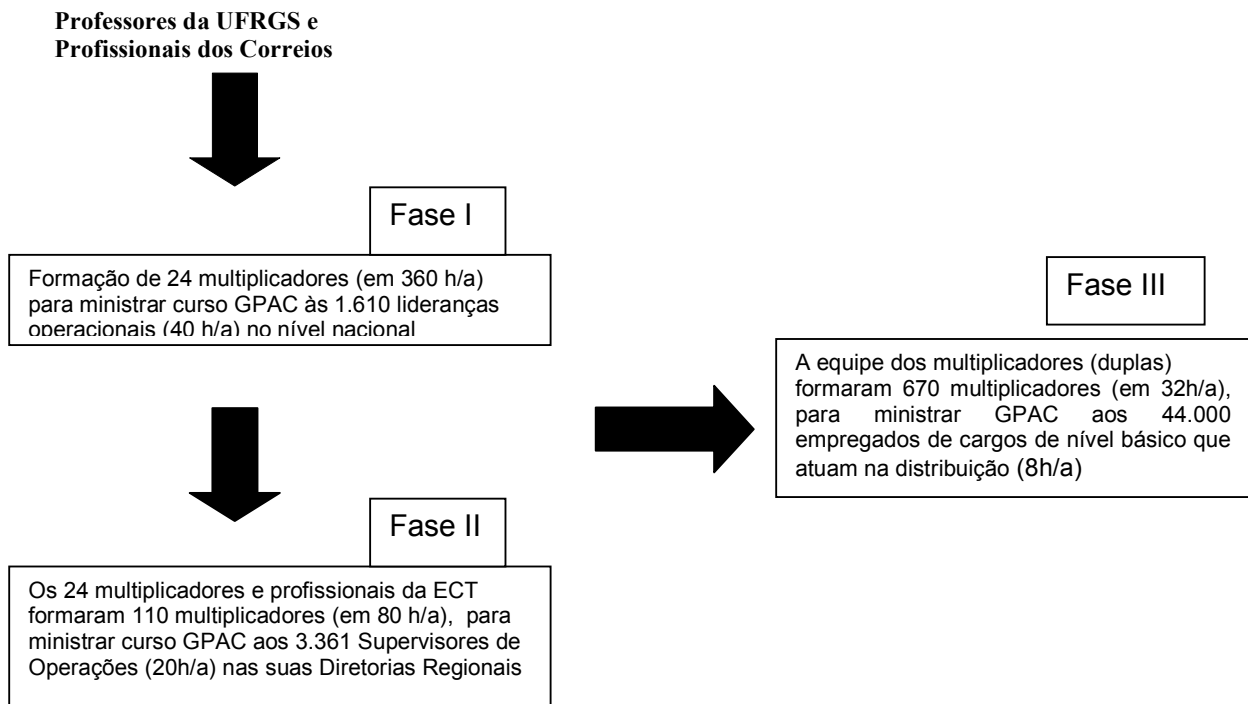 Professores da UFRGS e
Profissionais dos Correios
Fase I
Formação de 24 multiplicadores (em 360 h/a)
para ministrar curso GPAC às 1.610 lideranças
operacionais (40 h/a) no nível nacional
Fase II
Os 24 multiplicadores e profissionais da ECT
formaram 110 multiplicadores (em 80 h/a), para
ministrar curso GPAC aos 3.361 Supervisores de
Operações (20h/a) nas suas Diretorias Regionais
Fase III
A equipe dos multiplicadores (duplas)
formaram 670 multiplicadores (em 32h/a),
para ministrar GPAC aos 44.000
empregados de cargos de nível básico que
atuam na distribuição (8h/a)